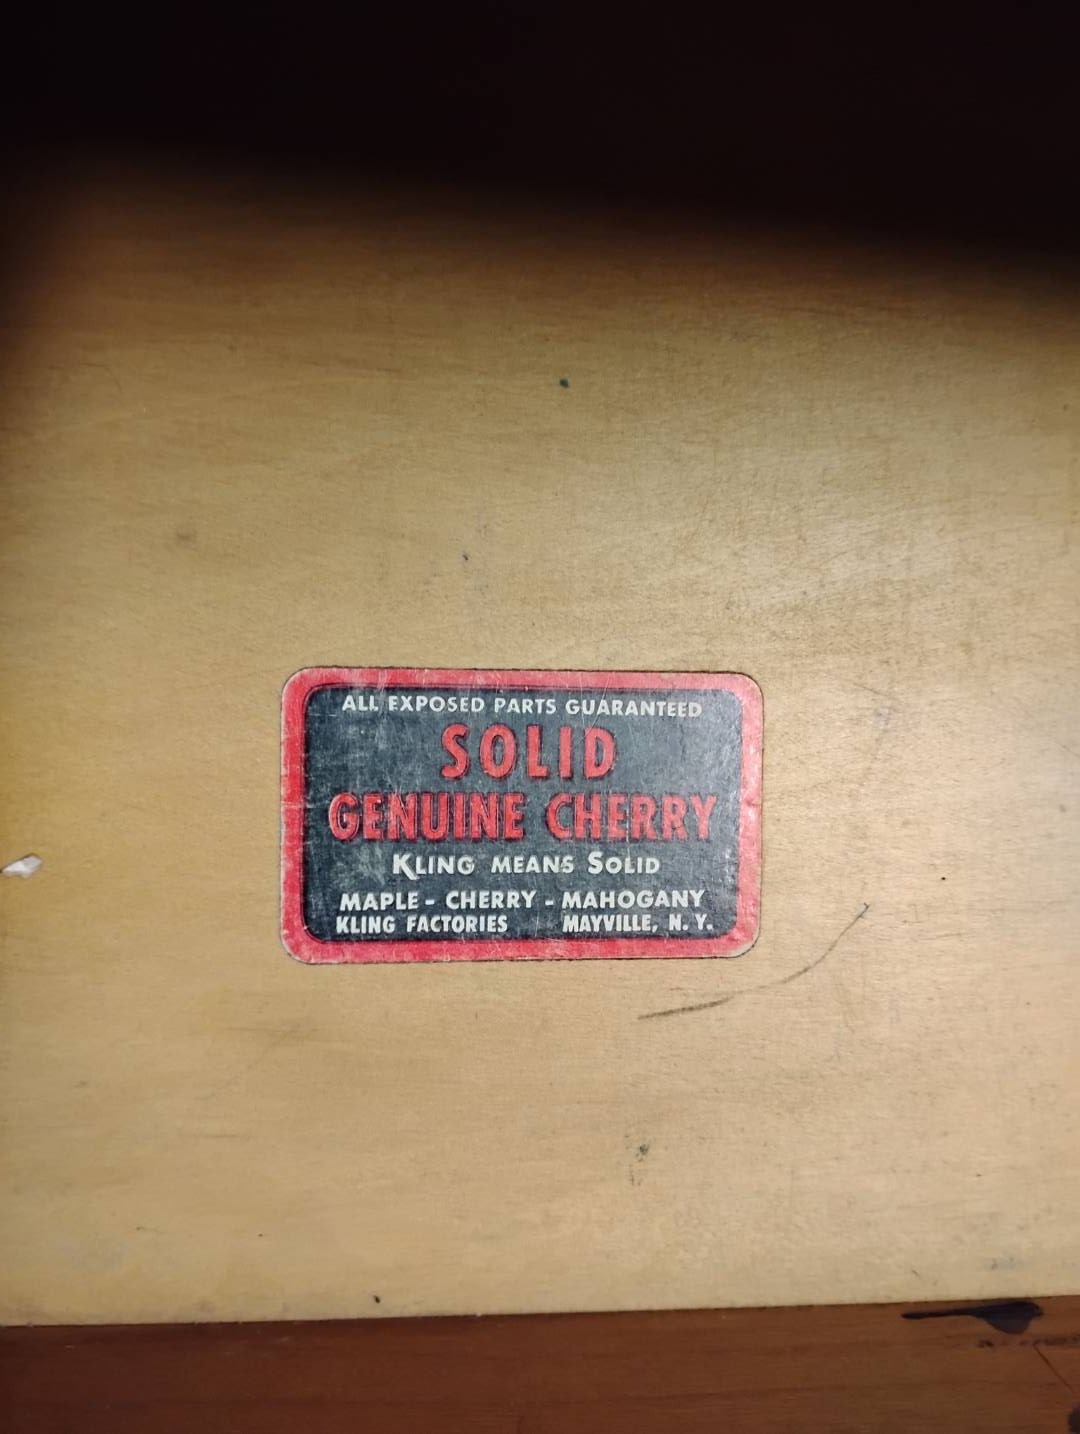 ALL EXPOSED PARTS GUARANTEED
SOLID
GENUINE CHERRY
KLING MEANS SOLID
MAPLE - CHERRY - MAHOGANY
KLING FACTORIES MAYVILLE, N. Y.